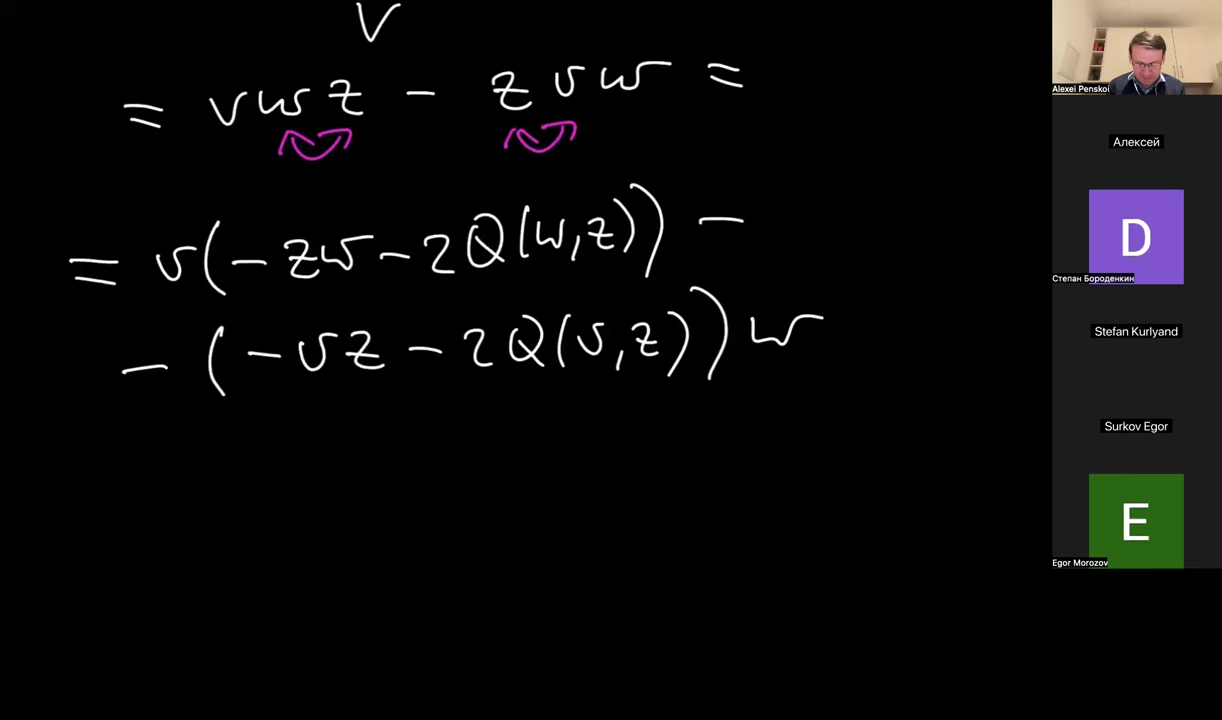 V
= vwz - zvw =
= v(-zw - 2Q(w,z)) -
- (-vz - 2Q(v,z))w
Alexei Penskoi
Алексей
D
Степан Бороденкин
Stefan Kurlyand
Surkov Egor
E
Egor Morozov